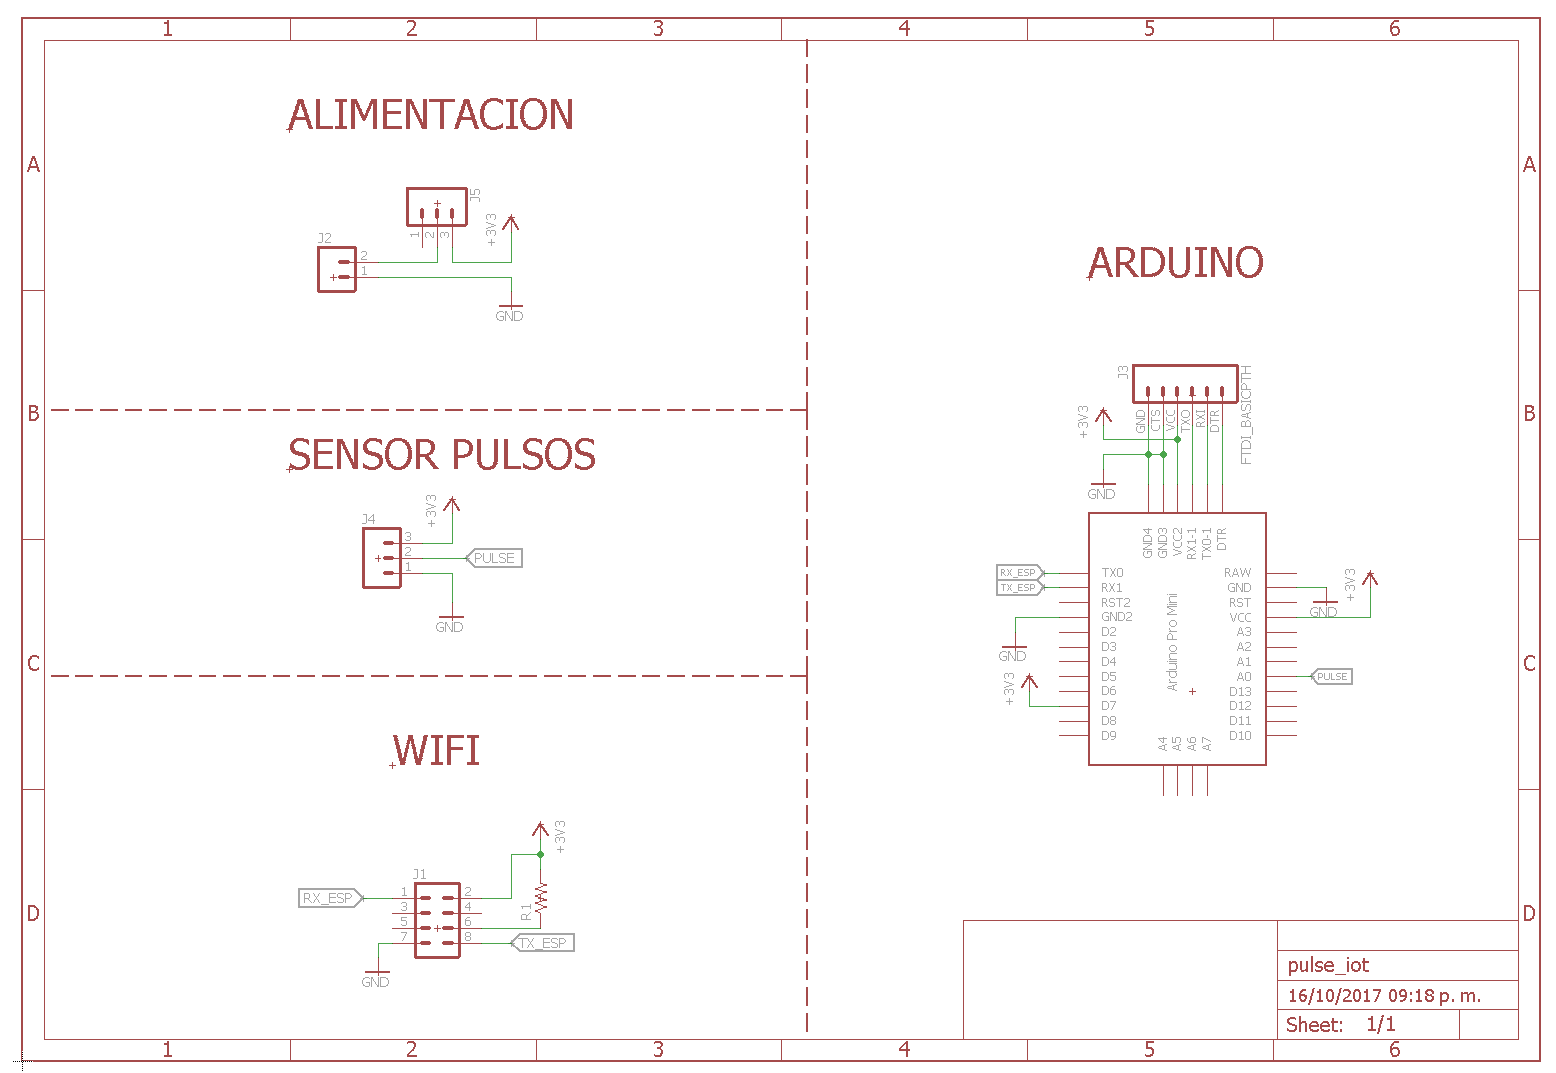 1 2 3 4 5 6
A A
B B
C C
D D
ALIMENTACION
J5
1 2 3
+3V3
J2
2
1
GND
SENSOR PULSOS
+3V3
J4
3
2
1
PULSE
GND
WIFI
+3V3
J1
RX_ESP
1 2
3 4
5 6
7 8
R1
TX_ESP
GND
ARDUINO
J3
FTDI_BASICPTH
GND CTS VCC TXO RXI DTR
+3V3
GND
GND4 GND3 VCC2 RX1-1 TX0-1 DTR
RX_ESP TX0 RAW
TX_ESP RX1 GND
RST2 RST
GND2 VCC
D2 A3
D3 A2
D4 A1
D5 A0 PULSE
D6 D13
D7 D12
D8 D11
D9 D10
Arduino Pro Mini
A4 A5 A6 A7
GND
+3V3
GND
+3V3
pulse_iot
16/10/2017 09:18 p. m.
Sheet: 1/1
1 2 3 4 5 6